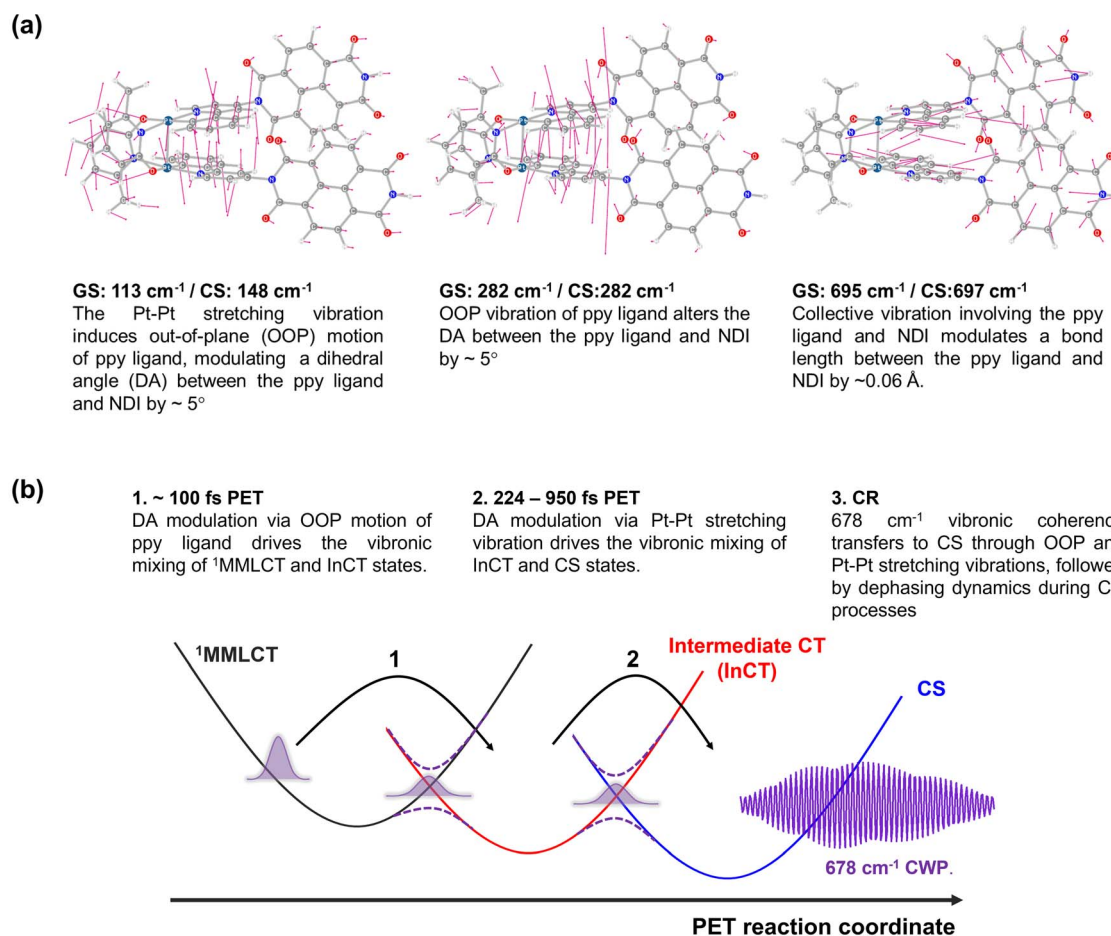 (a)
GS: 113 cm⁻¹ / CS: 148 cm⁻¹
The Pt-Pt stretching vibration
induces out-of-plane (OOP) motion
of ppy ligand, modulating a dihedral
angle (DA) between the ppy ligand
and NDI by ~ 5°
GS: 282 cm⁻¹ / CS:282 cm⁻¹
OOP vibration of ppy ligand alters the
DA between the ppy ligand and NDI
by ~ 5°
GS: 695 cm⁻¹ / CS:697 cm⁻¹
Collective vibration involving the ppy
ligand and NDI modulates a bond
length between the ppy ligand and
NDI by ~0.06 Å.
(b)
1. ~ 100 fs PET
DA modulation via OOP motion of
ppy ligand drives the vibronic
mixing of ¹MMLCT and InCT states.
2. 224 – 950 fs PET
DA modulation via Pt-Pt stretching
vibration drives the vibronic mixing of
InCT and CS states.
3. CR
678 cm⁻¹ vibronic coherenc
transfers to CS through OOP an
Pt-Pt stretching vibrations, followe
by dephasing dynamics during C
processes
¹MMLCT
1
2
Intermediate CT
(InCT)
CS
678 cm⁻¹ CWP.
PET reaction coordinate